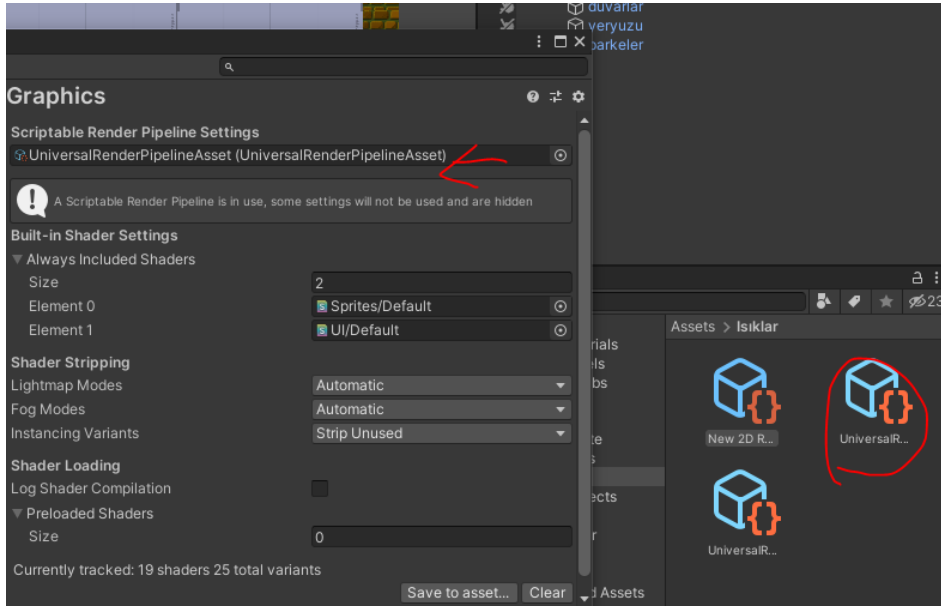 duvarlar
yeryuzu
parkeler
Graphics
Scriptable Render Pipeline Settings
UniversalRenderPipelineAsset (UniversalRenderPipelineAsset)
A Scriptable Render Pipeline is in use, some settings will not be used and are hidden
Built-in Shader Settings
Always Included Shaders
Size 2
Element 0 Sprites/Default
Element 1 UI/Default
Shader Stripping
Lightmap Modes Automatic
Fog Modes Automatic
Instancing Variants Strip Unused
Shader Loading
Log Shader Compilation
Preloaded Shaders
Size 0
Currently tracked: 19 shaders 25 total variants
Save to asset... Clear
23
Assets > Isıklar
rials
els
bs
te
s
ects
r
d Assets
New 2D R...
UniversalR...
UniversalR...